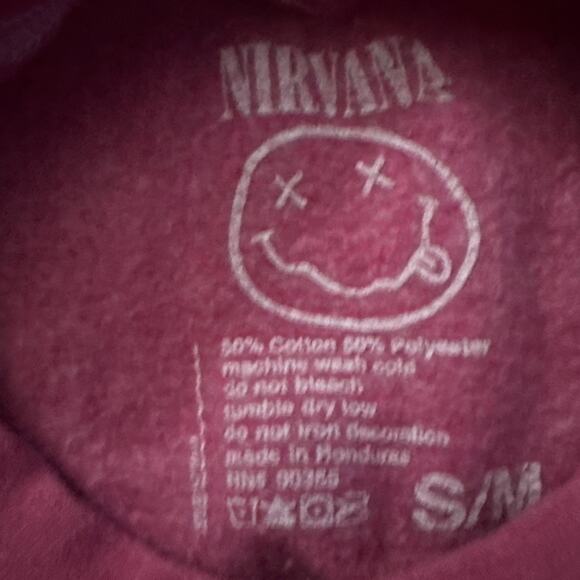 NIRVANA
50% Cotton 50% Polyester
machine wash cold
do not bleach
tumble dry low
do not iron decoration
made in Honduras
S/M